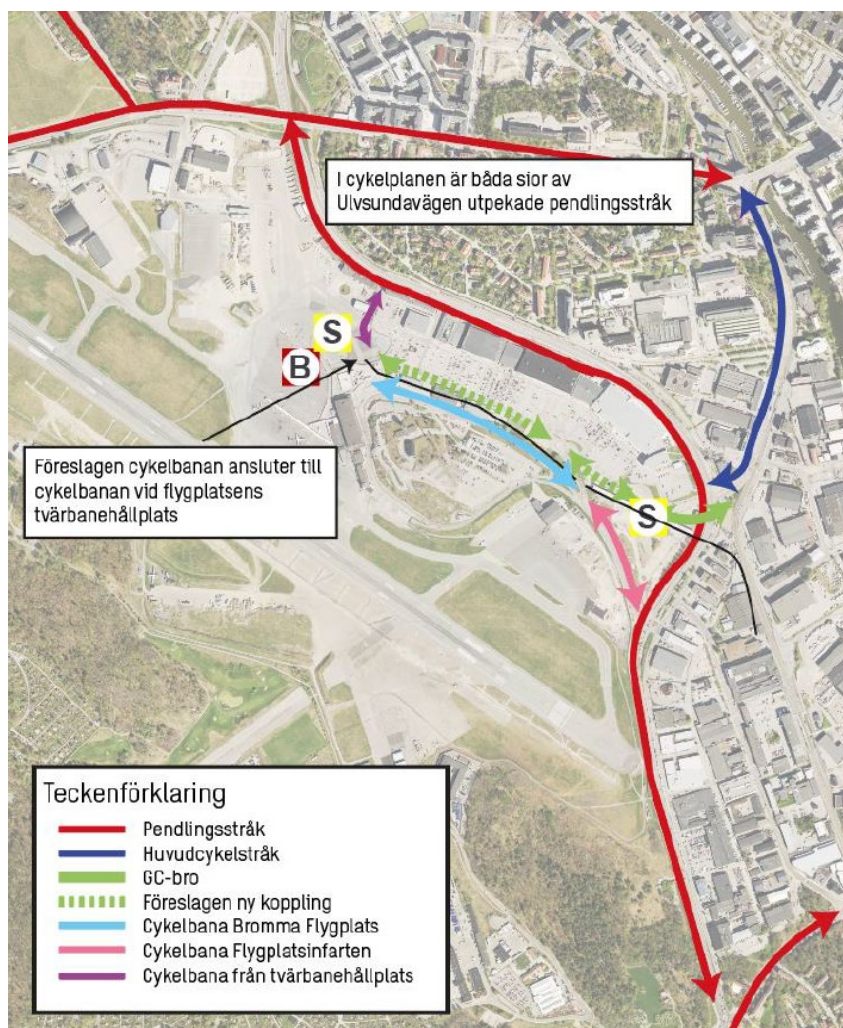 I cykelplanen är båda sior av
Ulvsundavägen utpekade pendlingsstråk
S
B
Föreslagen cykelbanan ansluter till
cykelbanan vid flygplatsens
tvärbanehållplats
S
Teckenförklaring
Pendlingsstråk
Huvudcykelstråk
GC-bro
Föreslagen ny koppling
Cykelbana Bromma Flygplats
Cykelbana Flygplatsinfarten
Cykelbana från tvärbanehållplats